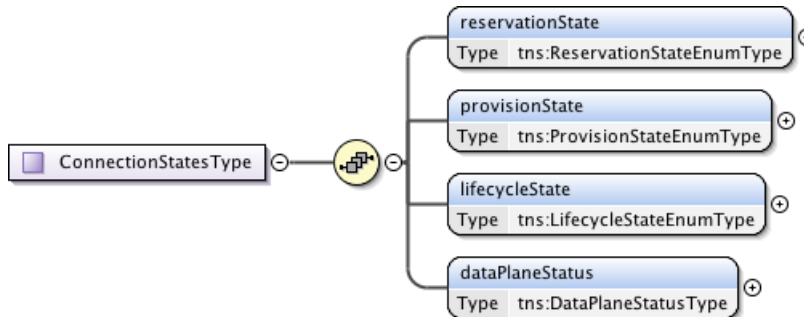 reservationState
Type tns:ReservationStateEnumType
provisionState
Type tns:ProvisionStateEnumType
ConnectionStatesType
lifecycleState
Type tns:LifecycleStateEnumType
dataPlaneStatus
Type tns:DataPlaneStatusType